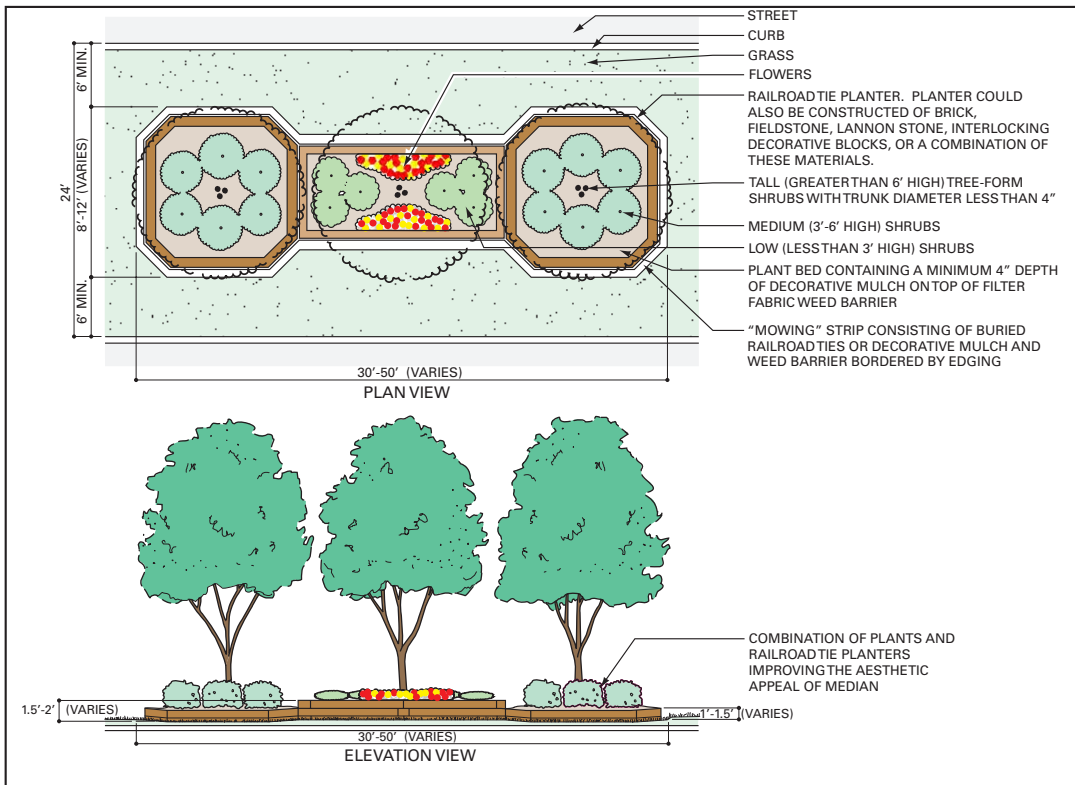 STREET
CURB
GRASS
FLOWERS
RAILROAD TIE PLANTER. PLANTER COULD
ALSO BE CONSTRUCTED OF BRICK,
FIELDSTONE, LANNON STONE, INTERLOCKING
DECORATIVE BLOCKS, OR A COMBINATION OF
THESE MATERIALS.
TALL (GREATER THAN 6' HIGH) TREE-FORM
SHRUBS WITH TRUNK DIAMETER LESS THAN 4"
MEDIUM (3'-6' HIGH) SHRUBS
LOW (LESS THAN 3' HIGH) SHRUBS
PLANT BED CONTAINING A MINIMUM 4" DEPTH
OF DECORATIVE MULCH ON TOP OF FILTER
FABRIC WEED BARRIER
"MOWING" STRIP CONSISTING OF BURIED
RAILROAD TIES OR DECORATIVE MULCH AND
WEED BARRIER BORDERED BY EDGING
6' MIN.
24'
8'-12' (VARIES)
6' MIN.
30'-50' (VARIES)
PLAN VIEW
COMBINATION OF PLANTS AND
RAILROAD TIE PLANTERS
IMPROVING THE AESTHETIC
APPEAL OF MEDIAN
1.5'-2' (VARIES)
1'-1.5' (VARIES)
30'-50' (VARIES)
ELEVATION VIEW